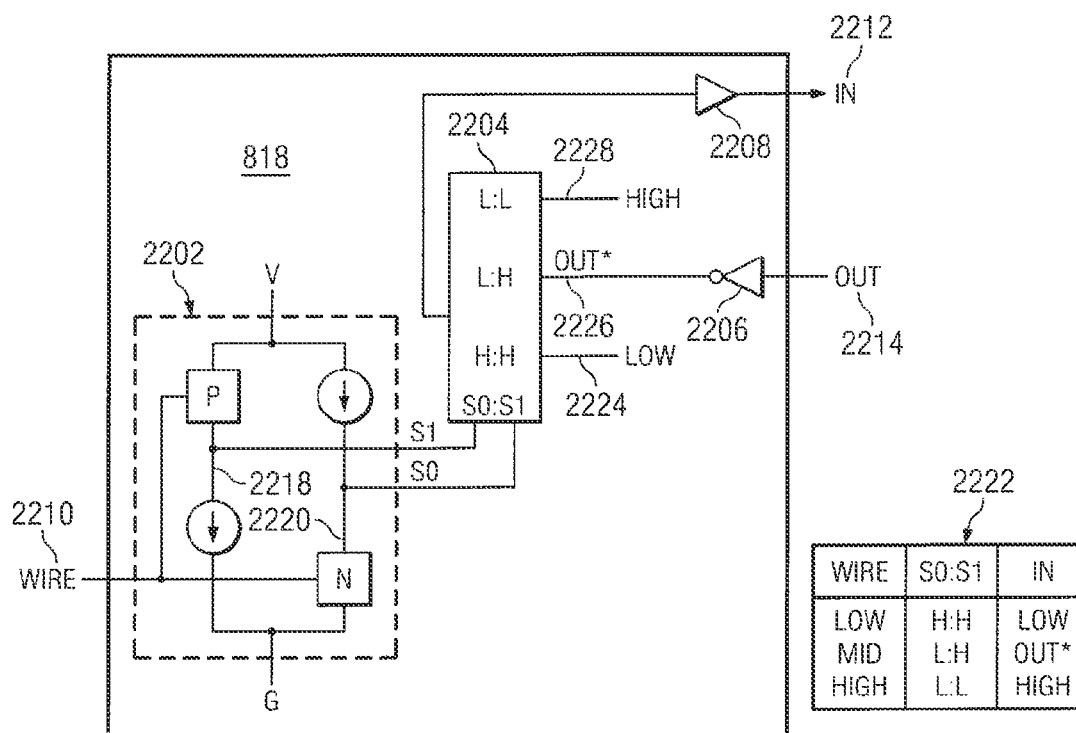 2212
IN
2208
2204
2228
818
L:L
HIGH
2202
V
OUT*
L:H
OUT
2226
2206
2214
H:H
LOW
P
2224
S0:S1
S1
2218
S0
2222
2210
2220
WIRE
N
G
WIRE S0:S1 IN
LOW H:H LOW
MID L:H OUT*
HIGH L:L HIGH